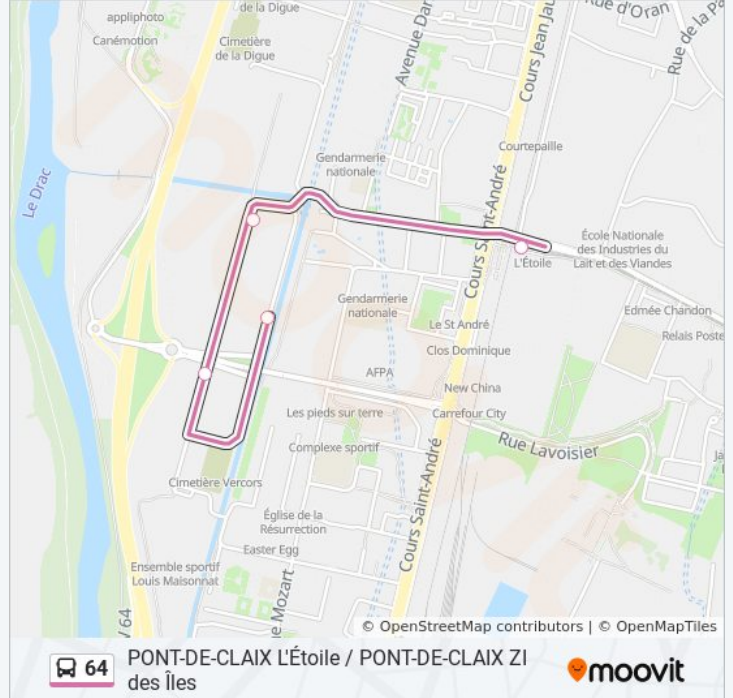 de la Digue
appliphoto
Canémotion
Cimetière
de la Digue
Avenue Dar
Cours Jean Jau
Rue d'Oran
Rue de la Pa
Courtepaille
Gendarmerie
nationale
Le Drac
Cours Saint-André
L'Étoile
École Nationale
des Industries du
Lait et des Viandes
Gendarmerie
nationale
Edmée Chandon
Le St André
Relais Poste
Clos Dominique
AFPA
New China
Les pieds sur terre
Carrefour City
Complexe sportif
Rue Lavoisier
Cimetière Vercors
Cours Saint-André
Église de la
Résurrection
Easter Egg
Ensemble sportif
Louis Maisonnat
ne Mozart
V 64
© OpenStreetMap contributors | © OpenMapTiles
64
PONT-DE-CLAIX L'Étoile / PONT-DE-CLAIX ZI
des Îles
moovit